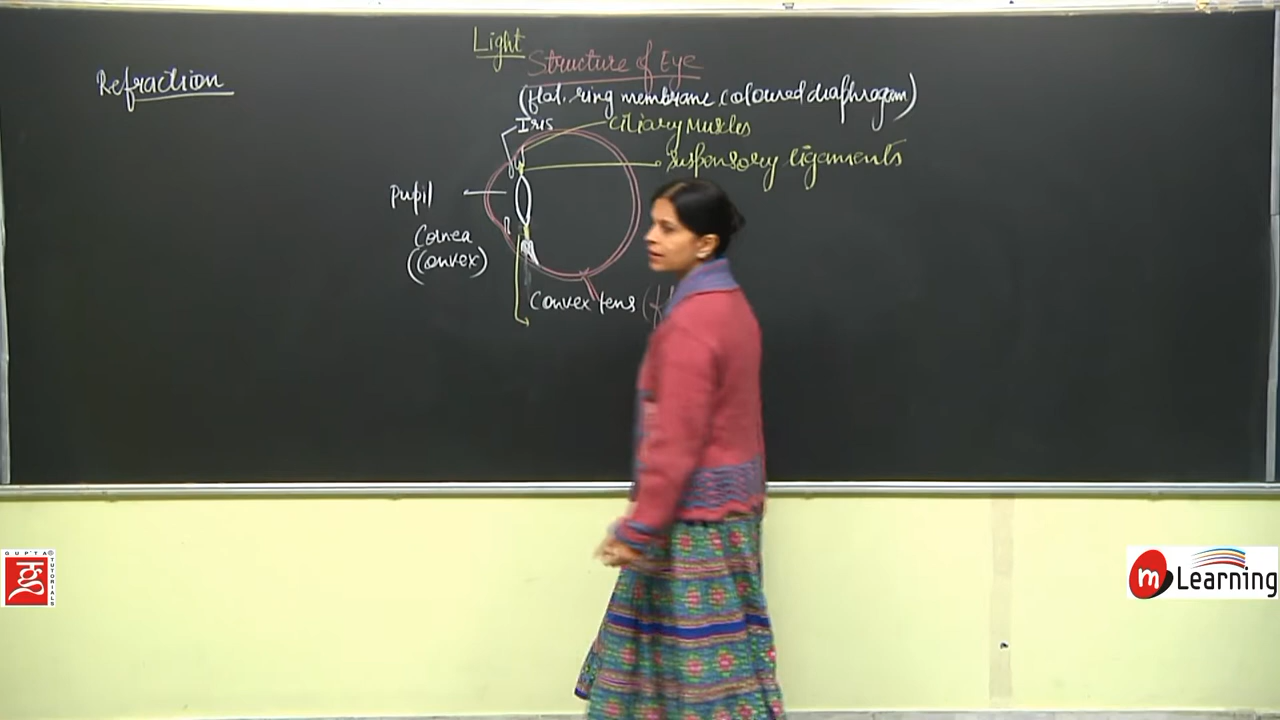 Light
Structure of Eye
Refraction
(flat, ring membrane, coloured diaphragm)
Iris
ciliary Muscles
suspensory ligaments
Pupil
Cornea
(Convex)
Convex lens
GUPTA
TUTORIALS
m Learning